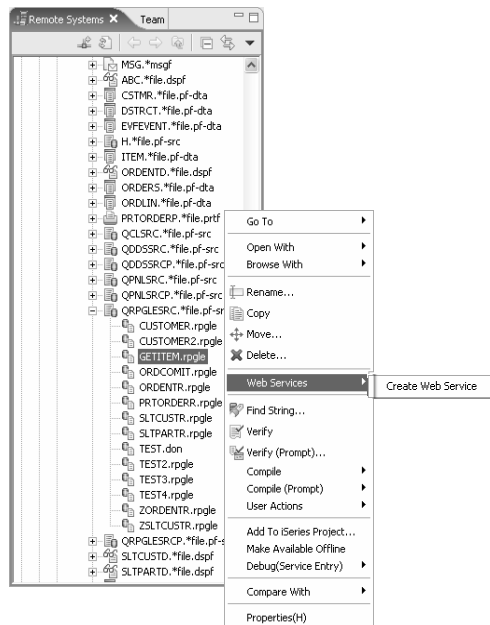 Remote Systems
Team
MSG.*msgf
ABC.*file.dspf
CSTMR.*file.pf-dta
DSTRCT.*file.pf-dta
EVFEVENT.*file.pf-dta
H.*file.pf-src
ITEM.*file.pf-dta
ORDENTD.*file.dspf
ORDERS.*file.pf-dta
ORDLIN.*file.pf-dta
PRTORDERP.*file.prtf
QCLSRC.*file.pf-src
QDDSSRC.*file.pf-src
QDDSSRCP.*file.pf-src
QPNLSRC.*file.pf-src
QPNLSRCP.*file.pf-src
QRPGLESRC.*file.pf-sr
CUSTOMER.rpgle
CUSTOMER2.rpgle
GETITEM.rpgle
ORDCOMIT.rpgle
ORDENTR.rpgle
PRTORDERR.rpgle
SLTCUSTR.rpgle
SLTPARTR.rpgle
TEST.don
TEST2.rpgle
TEST3.rpgle
TEST4.rpgle
ZORDENTR.rpgle
ZSLTCUSTR.rpgle
QRPGLESRCP.*file.pf-s
SLTCUSTD.*file.dspf
SLTPARTD.*file.dspf
Go To
Open With
Browse With
Rename...
Copy
Move...
Delete...
Web Services
Create Web Service
Find String...
Verify
Verify (Prompt)...
Compile
Compile (Prompt)
User Actions
Add To iSeries Project...
Make Available Offline
Debug(Service Entry)
Compare With
Properties(H)